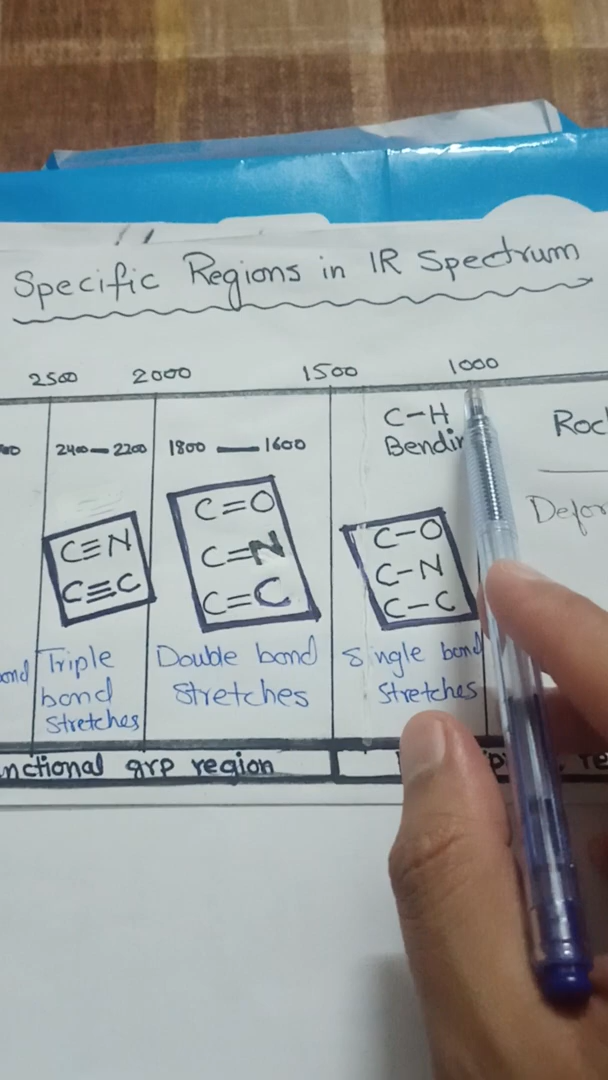 Specific Regions in IR Spectrum
2500 2000 1500 1000
2400—2200 1800 — 1600
C-H
C≡N
C≡C
C=O
C=N
C=C
C-O
C-N
C-C
Triple
bond
Stretches
Double bond
Stretches
Single bond
Stretches
grp region